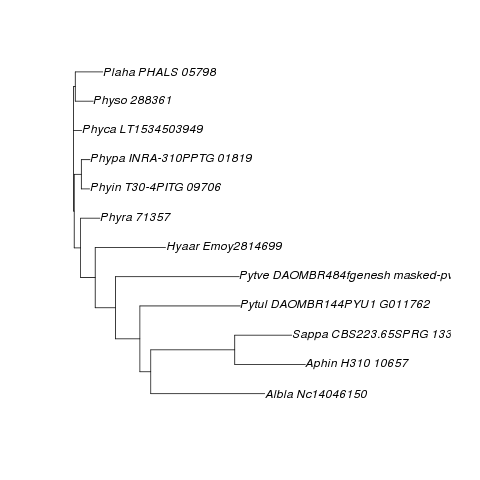 Plaha PHALS 05798
Physo 288361
Phyca LT1534503949
Phypa INRA-310PPTG 01819
Phyin T30-4PITG 09706
Phyra 71357
Hyaar Emoy2814699
Pytve DAOMBR484fgenesh masked-pv
Pytul DAOMBR144PYU1 G011762
Sappa CBS223.65SPRG 133
Aphin H310 10657
Albla Nc14046150